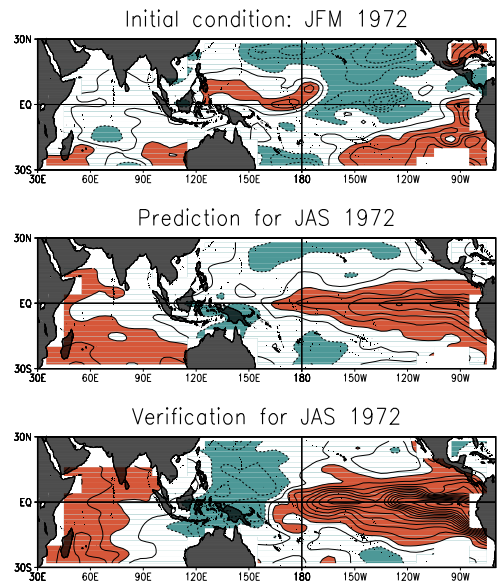 Initial condition: JFM 1972
30N
EQ
30S
30E 60E 90E 120E 150E 180 150W 120W 90W
Prediction for JAS 1972
30N
EQ
30S
30E 60E 90E 120E 150E 180 150W 120W 90W
Verification for JAS 1972
30N
EQ
30S
30E 60E 90E 120E 150E 180 150W 120W 90W